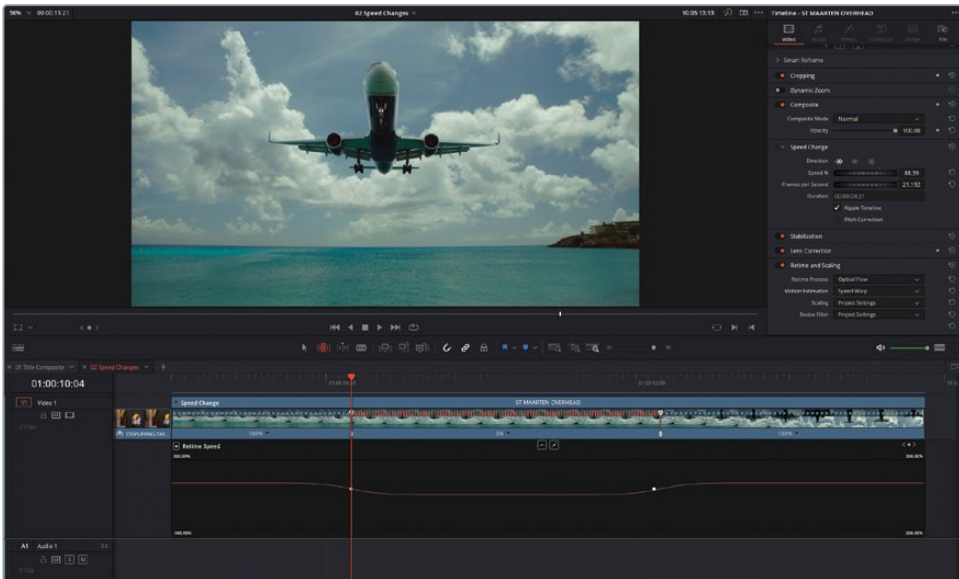 56%
00:00:13:21
02 Speed Changes
10:05:13:19
Timeline - ST MAARTEN OVERHEAD
Video
Audio
Effects
Transition
Image
File
Smart Reframe
Cropping
Dynamic Zoom
Composite
Composite Mode Normal
Opacity 100.00
Speed Change
Direction
Speed %
Frames per Second 21.192
Duration
Ripple Timeline
Pitch Correction
Stabilization
Lens Correction
Retime and Scaling
Retime Process Optical Flow
Motion Estimation Speed Warp
Scaling Project Settings
Resize Filter Project Settings
01 Title Composite
02 Speed Changes
01:00:10:04
V1 Video 1
Speed Change
ST MAARTEN OVERHEAD
100%
0%
100%
Retime Speed
A1 Audio 1 2.0
S M